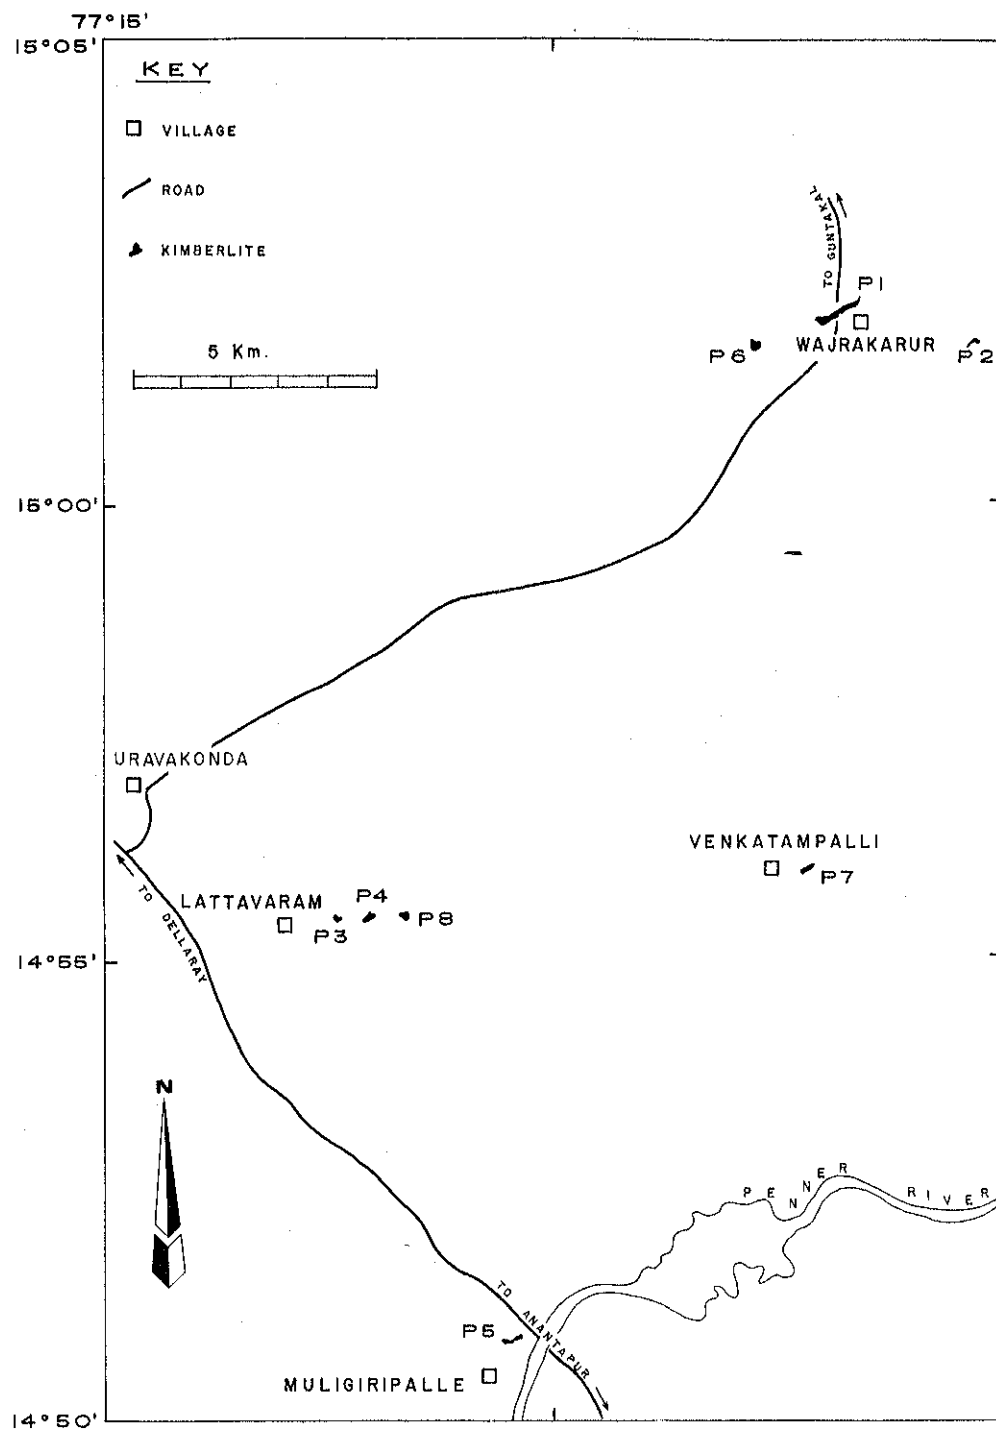 77°15'
15°05'
KEY
VILLAGE
ROAD
KIMBERLITE
5 Km.
TO GUNTAKAL
P1
P6
WAJRAKARUR
P2
15°00'
URAVAKONDA
VENKATAMPALLI
P7
TO DELLARAY
LATTAVARAM
P4
P3
P8
14°55'
N
PENNER RIVER
TO ANANTAPUR
P5
MULIGIRIPALLE
14°50'